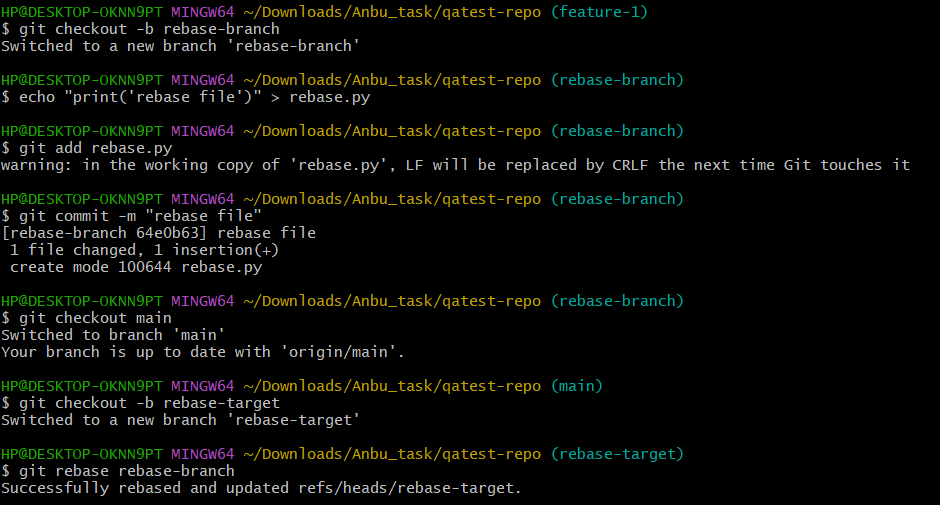 HP@DESKTOP-OKNN9PT MINGW64 ~/Downloads/Anbu_task/qatest-repo (feature-1)
$ git checkout -b rebase-branch
Switched to a new branch 'rebase-branch'
HP@DESKTOP-OKNN9PT MINGW64 ~/Downloads/Anbu_task/qatest-repo (rebase-branch)
$ echo "print('rebase file')" > rebase.py
HP@DESKTOP-OKNN9PT MINGW64 ~/Downloads/Anbu_task/qatest-repo (rebase-branch)
$ git add rebase.py
warning: in the working copy of 'rebase.py', LF will be replaced by CRLF the next time Git touches it
HP@DESKTOP-OKNN9PT MINGW64 ~/Downloads/Anbu_task/qatest-repo (rebase-branch)
$ git commit -m "rebase file"
[rebase-branch 64e0b63] rebase file
 1 file changed, 1 insertion(+)
 create mode 100644 rebase.py
HP@DESKTOP-OKNN9PT MINGW64 ~/Downloads/Anbu_task/qatest-repo (rebase-branch)
$ git checkout main
Switched to branch 'main'
Your branch is up to date with 'origin/main'.
HP@DESKTOP-OKNN9PT MINGW64 ~/Downloads/Anbu_task/qatest-repo (main)
$ git checkout -b rebase-target
Switched to a new branch 'rebase-target'
HP@DESKTOP-OKNN9PT MINGW64 ~/Downloads/Anbu_task/qatest-repo (rebase-target)
$ git rebase rebase-branch
Successfully rebased and updated refs/heads/rebase-target.